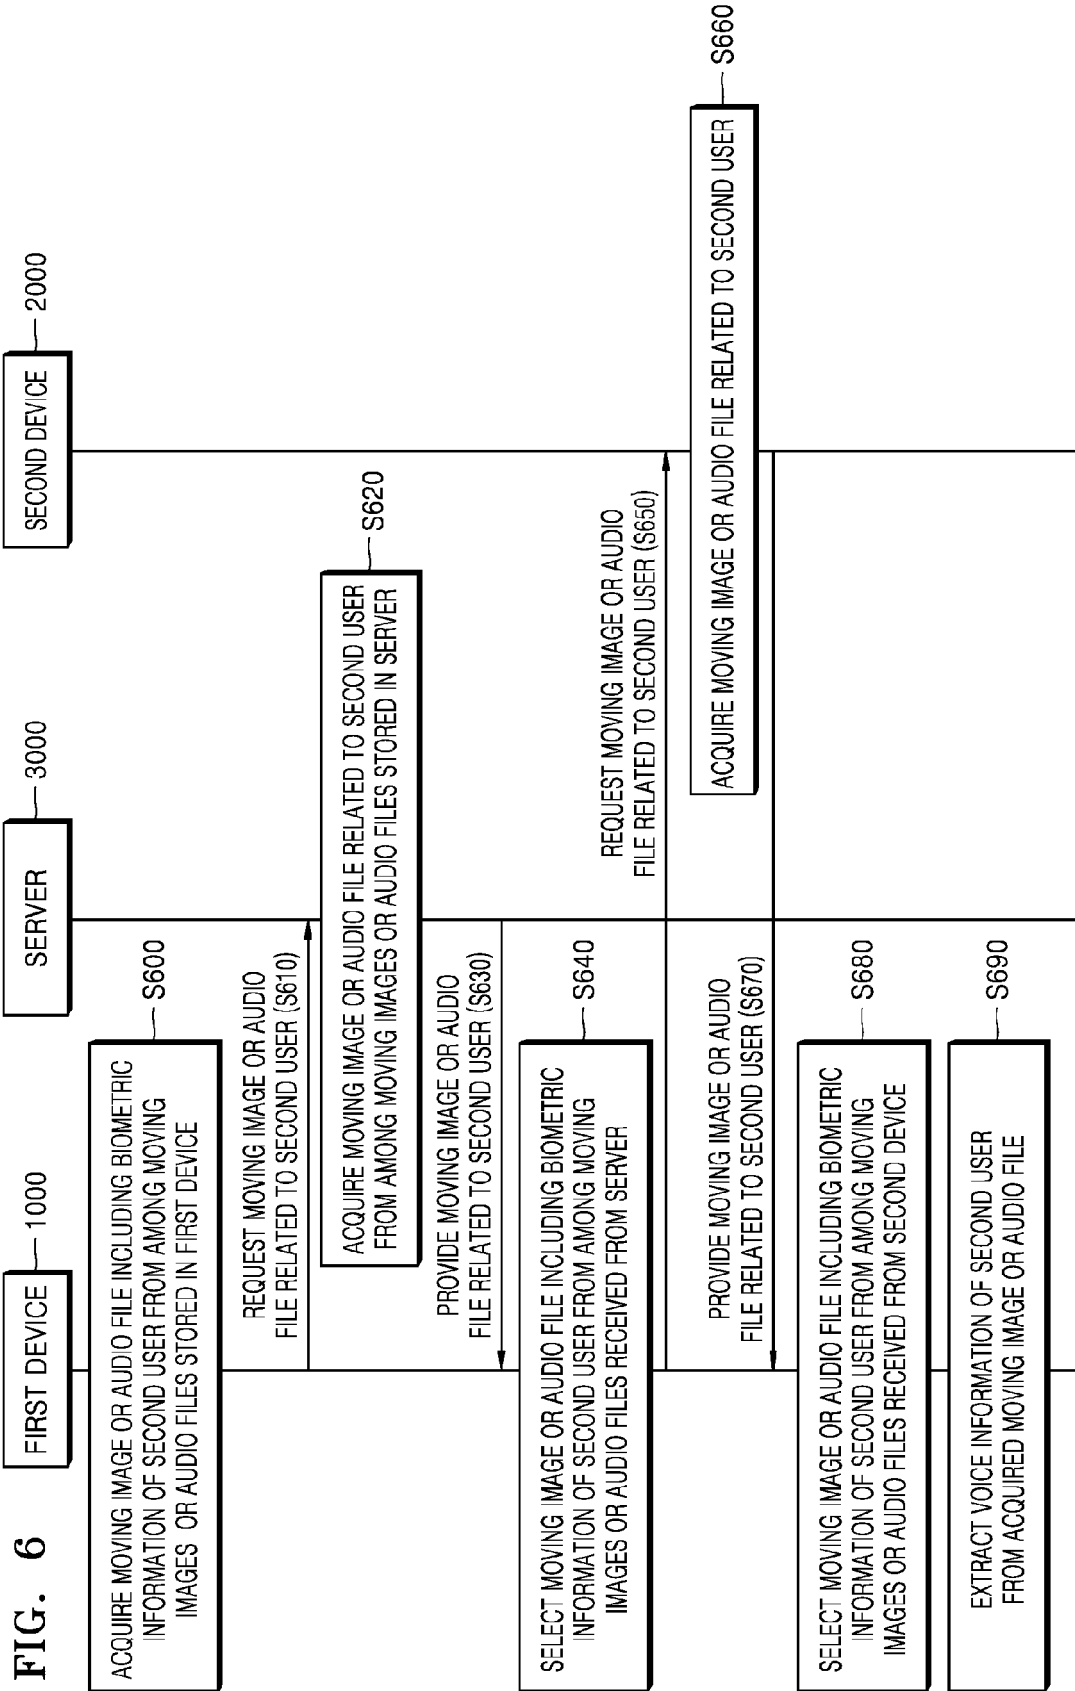 FIG. 6
FIRST DEVICE
1000
SERVER
3000
SECOND DEVICE
2000
ACQUIRE MOVING IMAGE OR AUDIO FILE INCLUDING BIOMETRIC
INFORMATION OF SECOND USER FROM AMONG MOVING
IMAGES OR AUDIO FILES STORED IN FIRST DEVICE
S600
REQUEST MOVING IMAGE OR AUDIO
FILE RELATED TO SECOND USER (S610)
ACQUIRE MOVING IMAGE OR AUDIO FILE RELATED TO SECOND USER
FROM AMONG MOVING IMAGES OR AUDIO FILES STORED IN SERVER
S620
PROVIDE MOVING IMAGE OR AUDIO
FILE RELATED TO SECOND USER (S630)
SELECT MOVING IMAGE OR AUDIO FILE INCLUDING BIOMETRIC
INFORMATION OF SECOND USER FROM AMONG MOVING
IMAGES OR AUDIO FILES RECEIVED FROM SERVER
S640
REQUEST MOVING IMAGE OR AUDIO
FILE RELATED TO SECOND USER (S650)
ACQUIRE MOVING IMAGE OR AUDIO FILE RELATED TO SECOND USER
S660
PROVIDE MOVING IMAGE OR AUDIO
FILE RELATED TO SECOND USER (S670)
SELECT MOVING IMAGE OR AUDIO FILE INCLUDING BIOMETRIC
INFORMATION OF SECOND USER FROM AMONG MOVING
IMAGES OR AUDIO FILES RECEIVED FROM SECOND DEVICE
S680
EXTRACT VOICE INFORMATION OF SECOND USER
FROM ACQUIRED MOVING IMAGE OR AUDIO FILE
S690